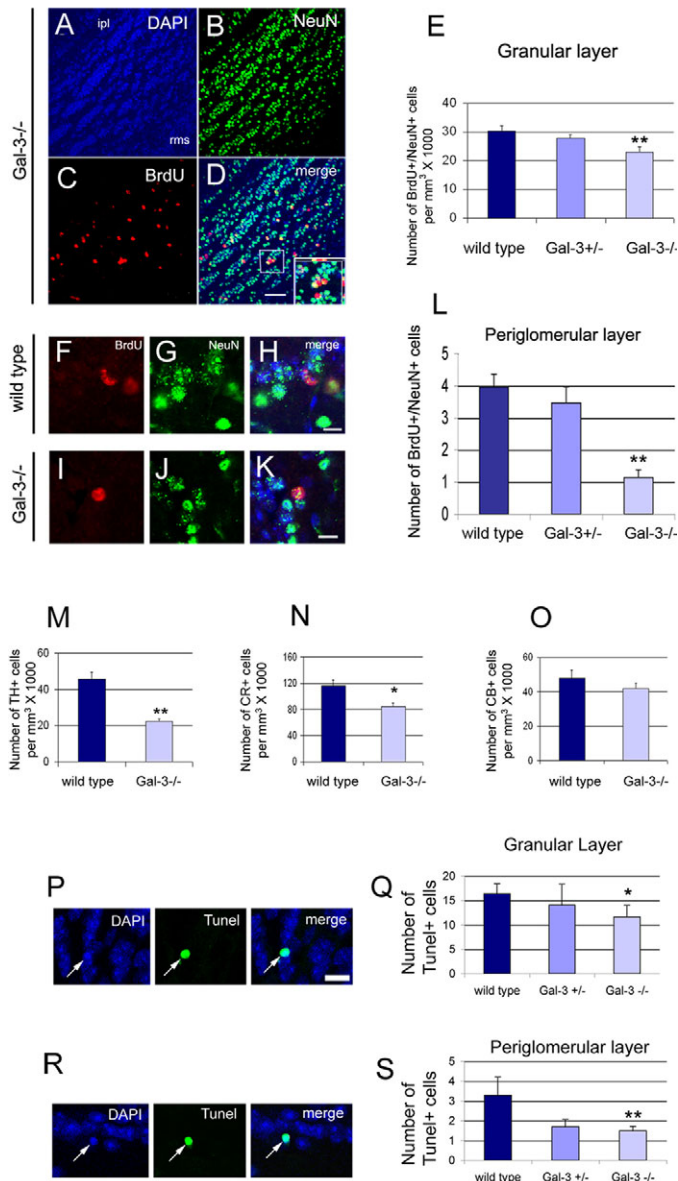 A
ipl
DAPI
rms
B
NeuN
Gal-3-/-
C
BrdU
D
merge
E
Granular layer
Number of BrdU+/NeuN+ cells
per mm³ X 1000
40
30
20
10
0
**
wild type
Gal-3+/-
Gal-3-/-
wild type
F
BrdU
G
NeuN
H
merge
Gal-3-/-
I
J
K
L
Periglomerular layer
Number of BrdU+/NeuN+ cells
5
4
3
2
1
0
**
wild type
Gal-3+/-
Gal-3-/-
M
Number of TH+ cells
per mm³ X 1000
60
40
20
0
**
wild type
Gal-3-/-
N
Number of CR+ cells
per mm³ X 1000
160
120
80
40
0
*
wild type
Gal-3-/-
O
Number of CB+ cells
per mm³ X 1000
60
40
20
0
wild type
Gal-3-/-
P
DAPI
Tunel
merge
Granular Layer
Q
Number of
Tunel+ cells
20
15
10
5
0
*
wild type
Gal-3 +/-
Gal-3 -/-
R
DAPI
Tunel
merge
Periglomerular layer
S
Number of
Tunel+ cells
5
4
3
2
1
0
**
wild type
Gal-3 +/-
Gal-3 -/-